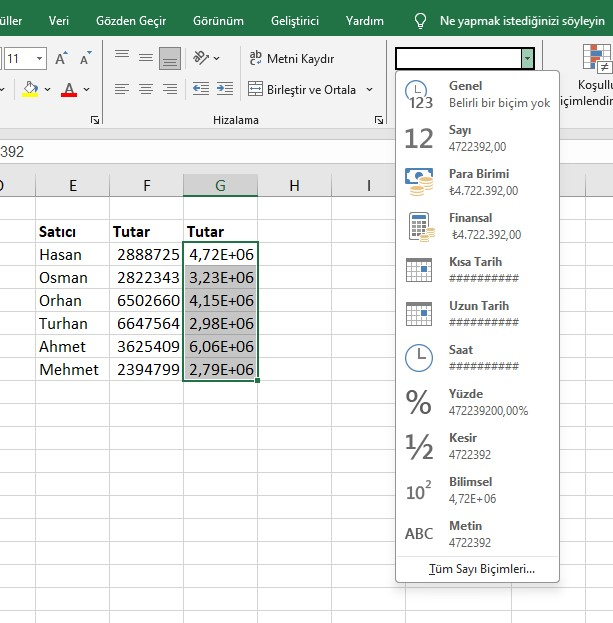 üller Veri Gözden Geçir Görünüm Geliştirici Yardım Ne yapmak istediğinizi söyleyin
11 A A ab Metni Kaydır
A Birleştir ve Ortala
Koşullu
içimlendir
Hizalama
392
E F G H I
Satıcı Tutar Tutar
Hasan 2888725 4,72E+06
Osman 2822343 3,23E+06
Orhan 6502660 4,15E+06
Turhan 6647564 2,98E+06
Ahmet 3625409 6,06E+06
Mehmet 2394799 2,79E+06
123 Genel
Belirli bir biçim yok
12 Sayı
4722392,00
Para Birimi
₺4.722.392,00
Finansal
₺4.722.392,00
Kısa Tarih
##########
Uzun Tarih
##########
Saat
##########
% Yüzde
472239200,00%
½ Kesir
4722392
10² Bilimsel
4,72E+06
ABC Metin
4722392
Tüm Sayı Biçimleri...